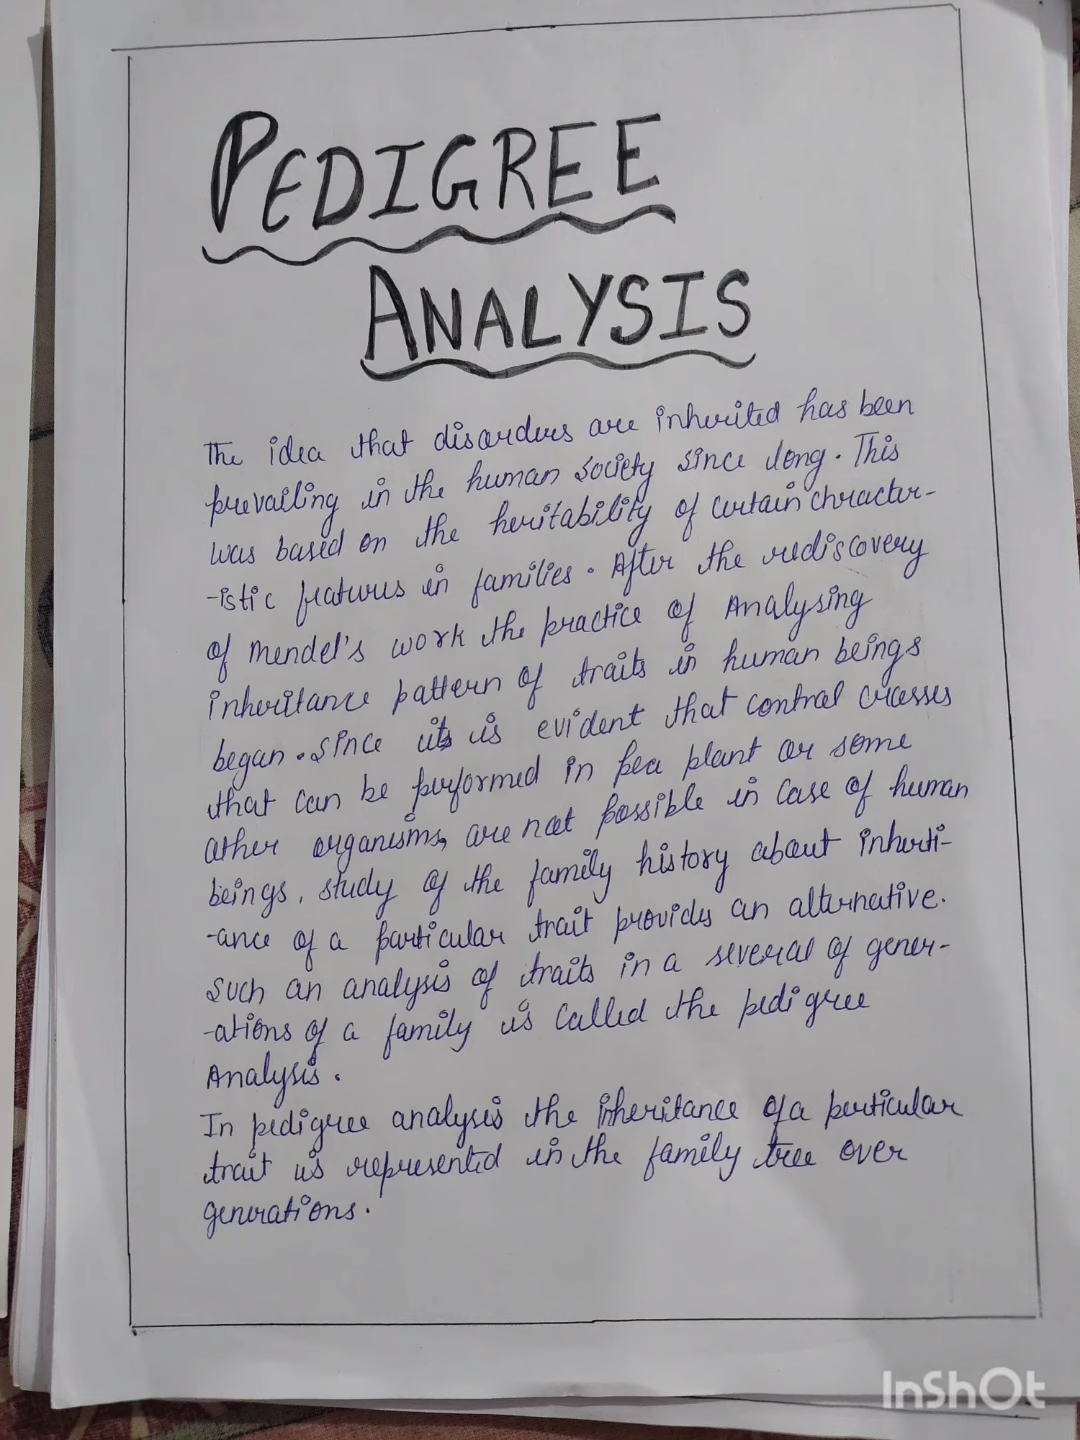 PEDIGREE
ANALYSIS
The idea that disorders are inherited has been
prevailing in the human society since long. This
was based on the heritability of certain chracter-
-istic features in families. After the rediscovery
of mendel's work the practice of Analysing
inheritance pattern of traits in human beings
began. Since its is evident that control crosses
that can be performed in pea plant or some
other organisms, are not possible in case of human
beings, study of the family history about inherti-
-ance of a particular trait provides an alternative.
Such an analysis of traits in a several of gener-
-ations of a family is called the pedigree
Analysis.
In pedigree analysis the inheritance of a perticular
trait is represented in the family tree over
generations.
InShOt